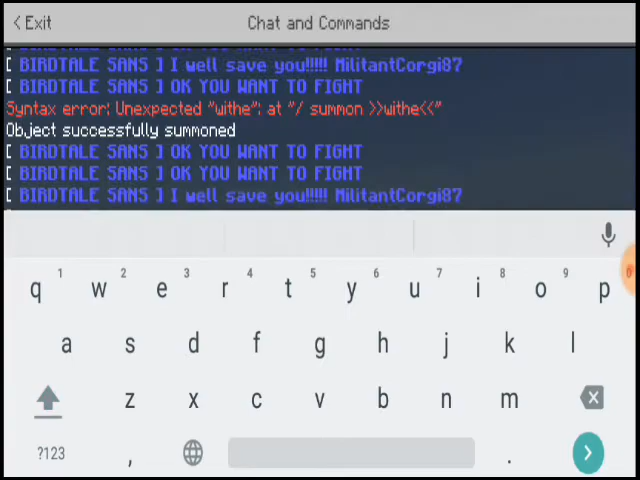 < Exit
Chat and Commands
[ BIRDTALE SANS ] I well save you!!!!! MilitantCorgi87
[ BIRDTALE SANS ] OK YOU WANT TO FIGHT
Syntax error: Unexpected "withe": at "/ summon >>withe<<"
Object successfully summoned
[ BIRDTALE SANS ] OK YOU WANT TO FIGHT
[ BIRDTALE SANS ] OK YOU WANT TO FIGHT
[ BIRDTALE SANS ] I well save you!!!!! MilitantCorgi87
1 2 3 4 5 6 7 8 9
q w e r t y u i o p
a s d f g h j k l
z x c v b n m
?123 , .